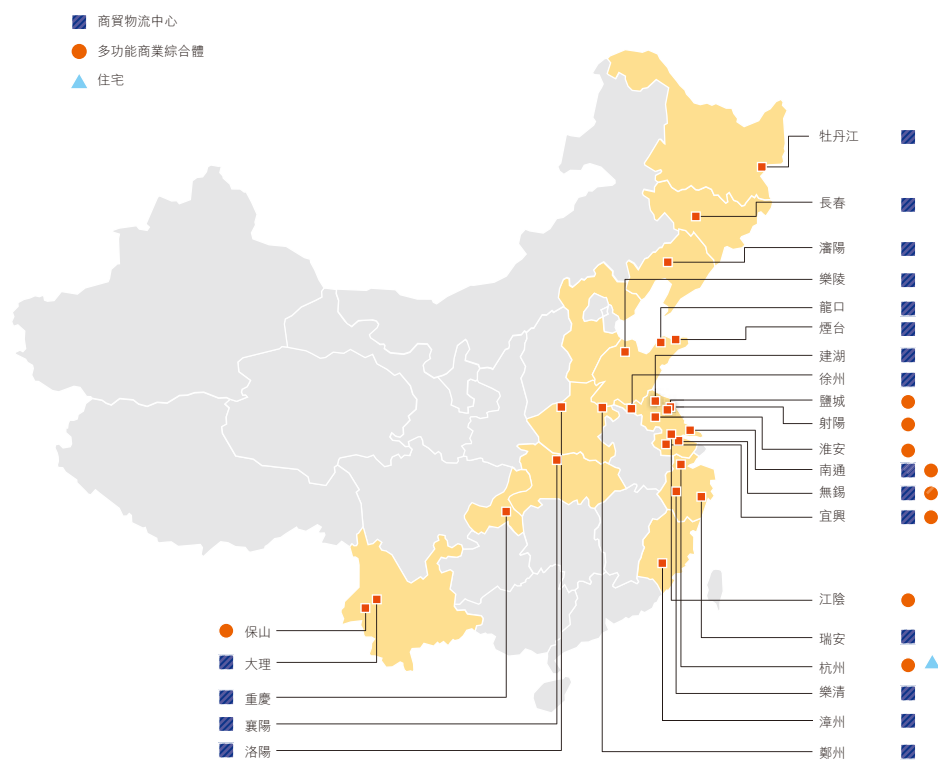 商貿物流中心
多功能商業綜合體
住宅
牡丹江
長春
瀋陽
樂陵
龍口
煙台
建湖
徐州
鹽城
射陽
淮安
南通
無錫
宜興
江陰
瑞安
杭州
樂清
漳州
鄭州
保山
大理
重慶
襄陽
洛陽